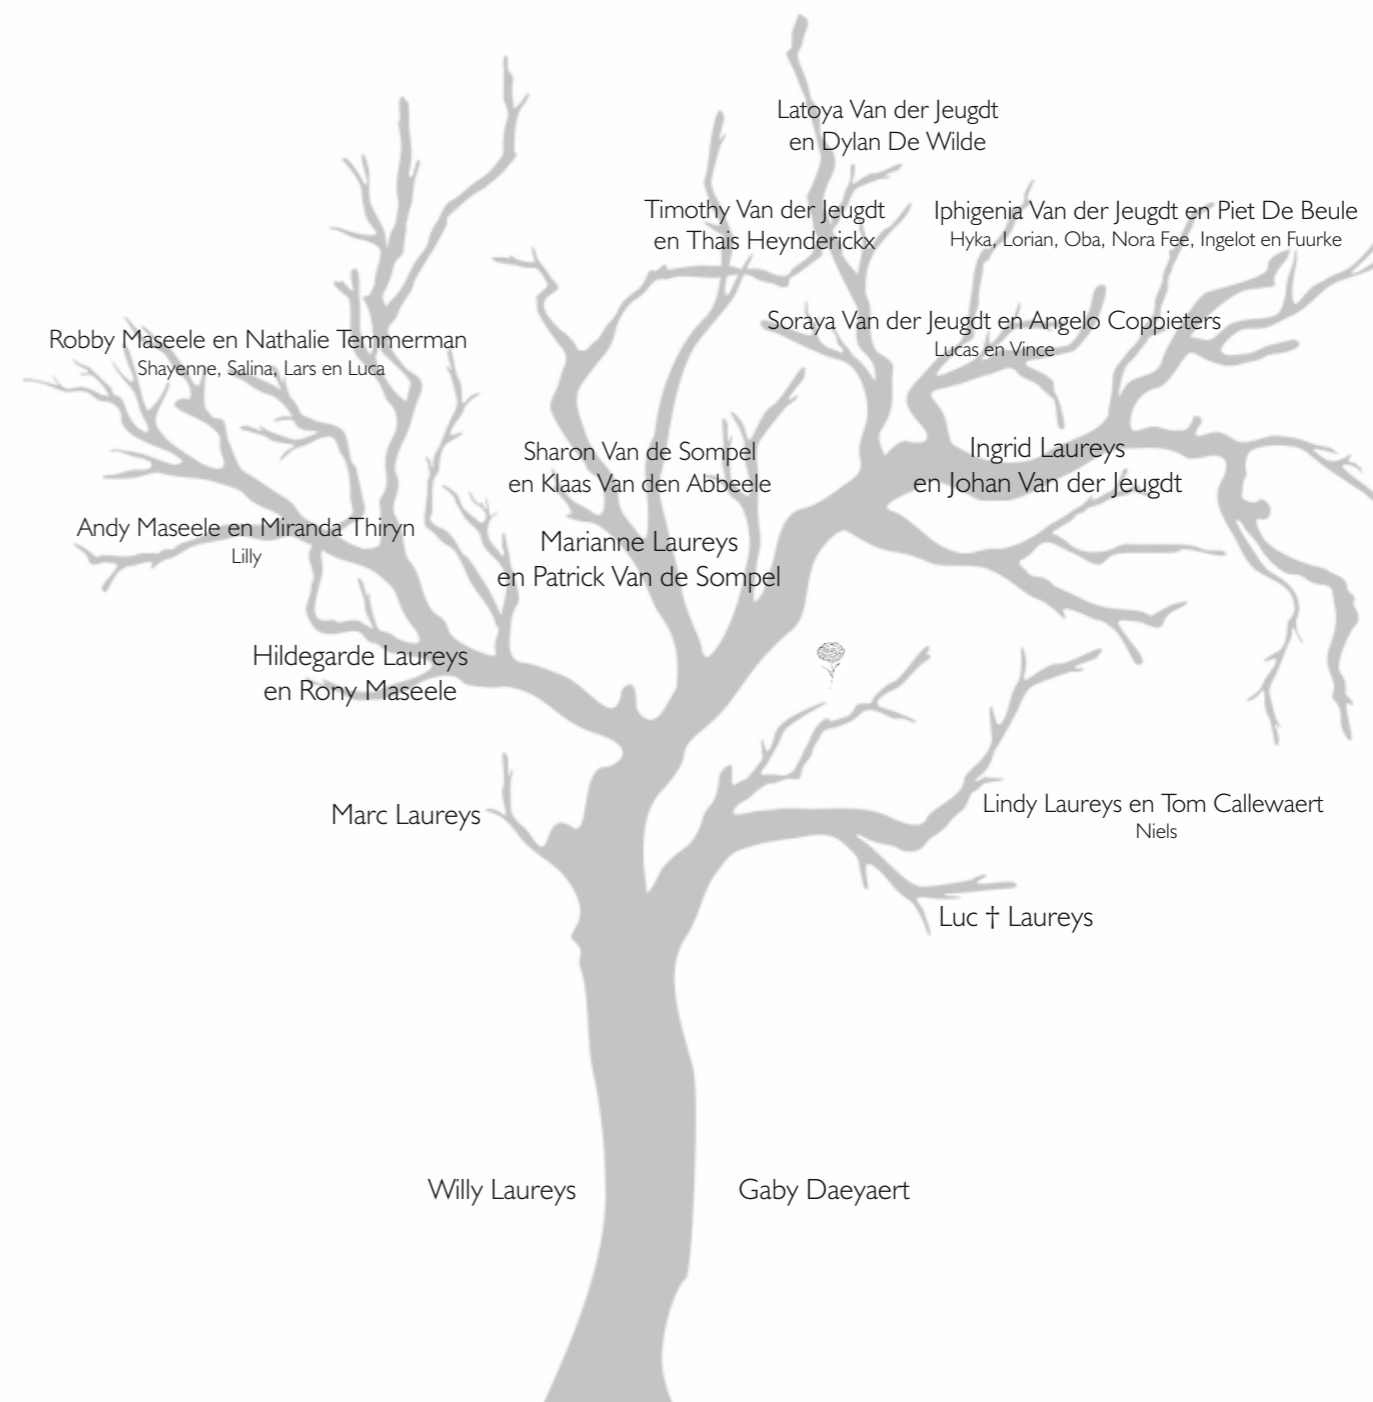 Latoya Van der Jeugdt
en Dylan De Wilde
Timothy Van der Jeugdt
en Thais Heynderickx
Iphigenia Van der Jeugdt en Piet De Beule
Hyka, Lorian, Oba, Nora Fee, Ingelot en Fuurke
Soraya Van der Jeugdt en Angelo Coppieters
Lucas en Vince
Robby Maseele en Nathalie Temmerman
Shayenne, Salina, Lars en Luca
Sharon Van de Sompel
en Klaas Van den Abbeele
Ingrid Laureys
en Johan Van der Jeugdt
Andy Maseele en Miranda Thiryn
Lilly
Marianne Laureys
en Patrick Van de Sompel
Hildegarde Laureys
en Rony Maseele
Marc Laureys
Lindy Laureys en Tom Callewaert
Niels
Luc † Laureys
Willy Laureys
Gaby Daeyaert